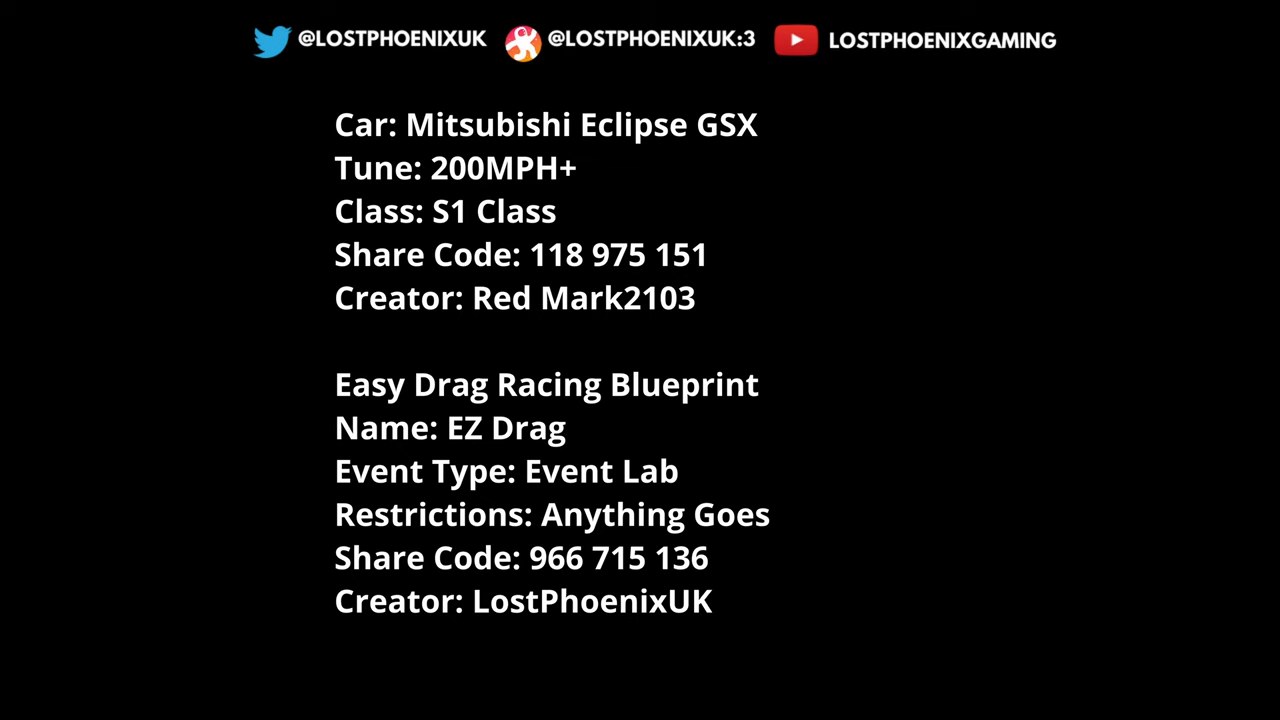 @LOSTPHOENIXUK @LOSTPHOENIXUK:3 LOSTPHOENIXGAMING
Car: Mitsubishi Eclipse GSX
Tune: 200MPH+
Class: S1 Class
Share Code: 118 975 151
Creator: Red Mark2103
Easy Drag Racing Blueprint
Name: EZ Drag
Event Type: Event Lab
Restrictions: Anything Goes
Share Code: 966 715 136
Creator: LostPhoenixUK